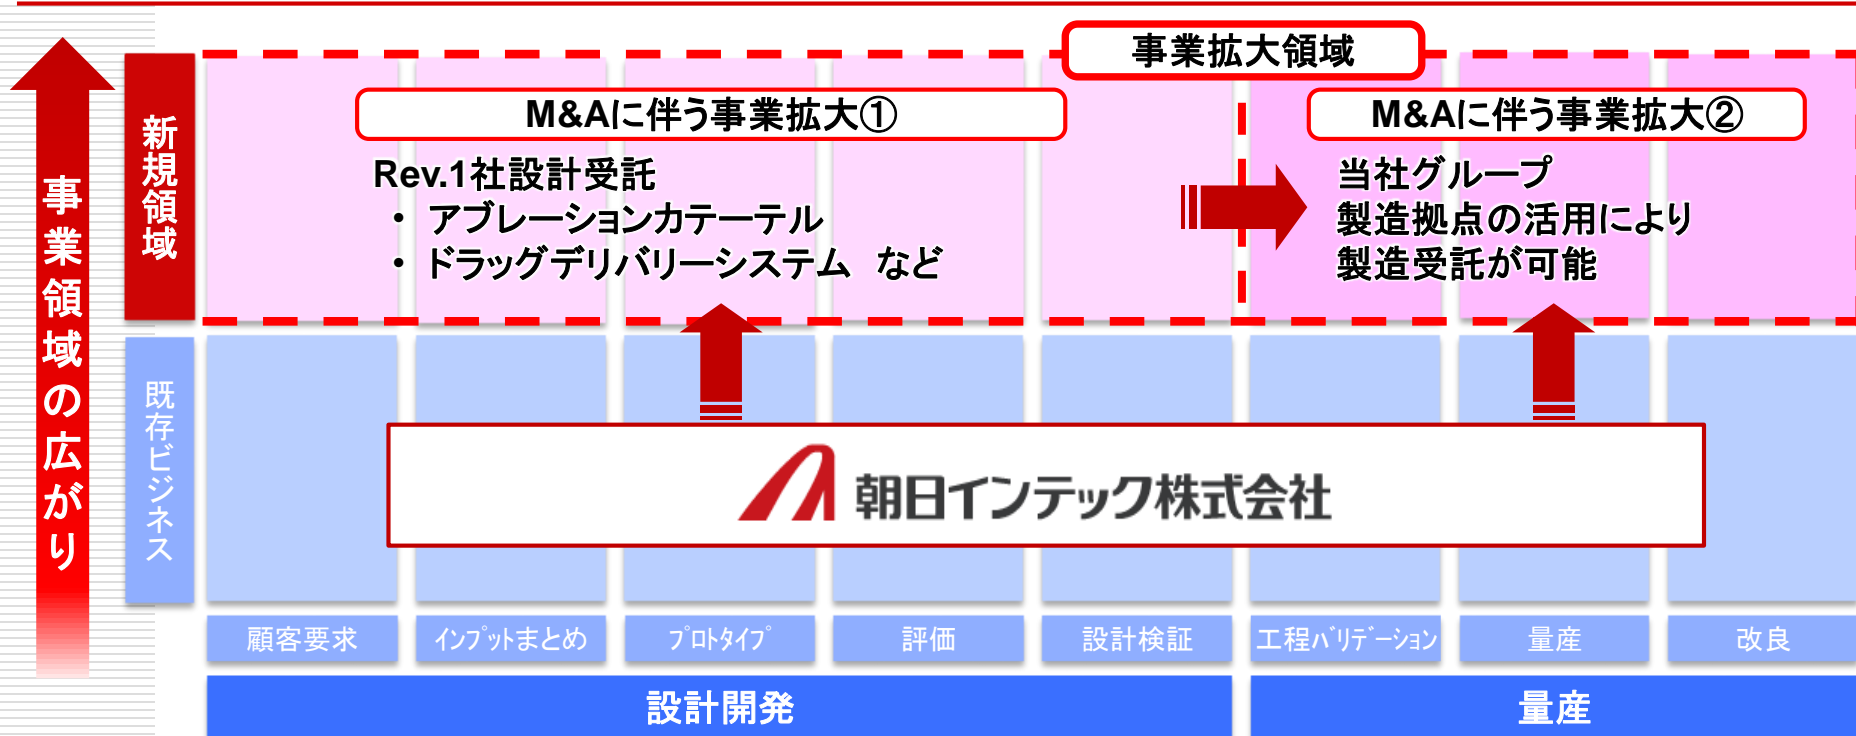 事業拡大領域
M&Aに伴う事業拡大①
M&Aに伴う事業拡大②
Rev.1社設計受託
・ アブレーションカテーテル
・ ドラッグデリバリーシステム など
当社グループ
製造拠点の活用により
製造受託が可能
新規領域
事業領域の広がり
既存ビジネス
朝日インテック株式会社
顧客要求
インプットまとめ
プロトタイプ
評価
設計検証
工程バリデーション
量産
改良
設計開発
量産